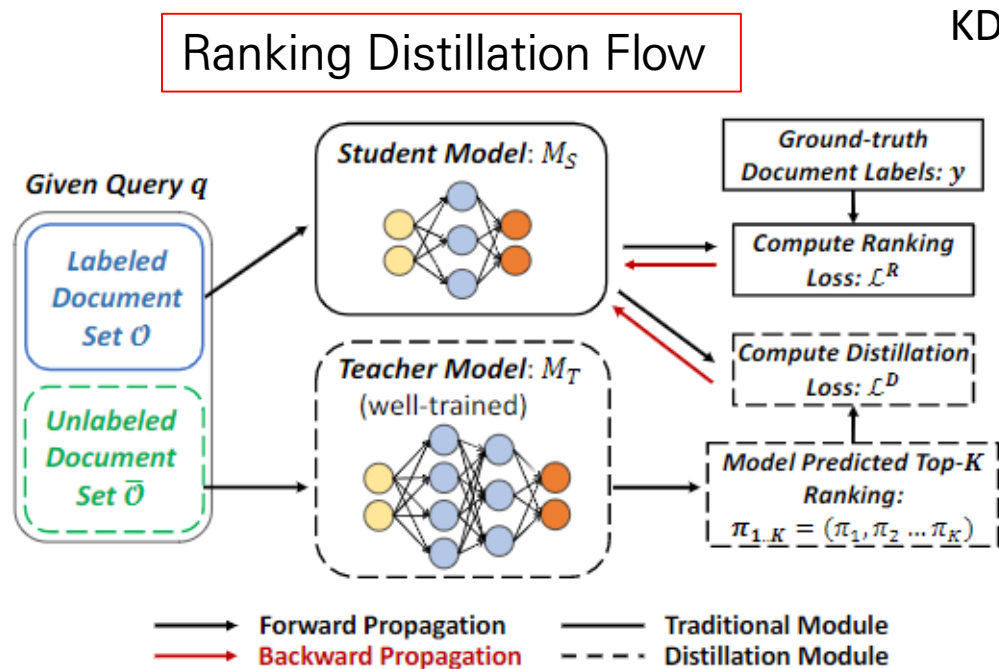 Ranking Distillation Flow
KD
Given Query q
Labeled
Document
Set 𝒪
Unlabeled
Document
Set 𝒪̄
Student Model: M_S
Teacher Model: M_T
(well-trained)
Ground-truth
Document Labels: y
Compute Ranking
Loss: ℒ^R
Compute Distillation
Loss: ℒ^D
Model Predicted Top-K
Ranking:
π_{1..K} = (π_1, π_2 ... π_K)
Forward Propagation
Backward Propagation
Traditional Module
Distillation Module